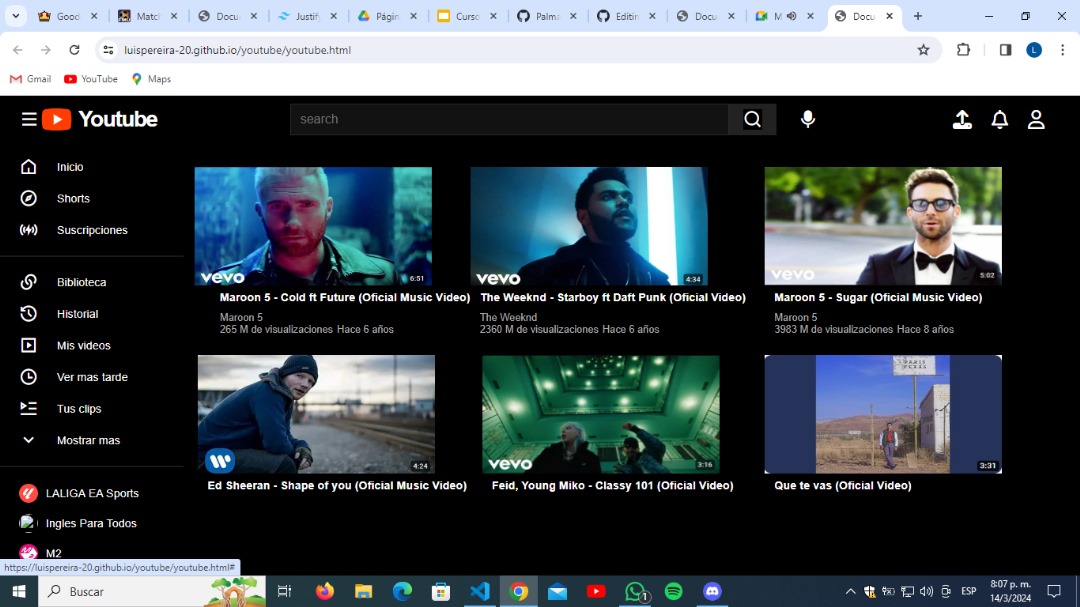 Good
Match
Docu
Justify
Págin
Curso
Palma
Editin
Docu
M
Docu
luispereira-20.github.io/youtube/youtube.html
L
Gmail YouTube Maps
Youtube
search
Inicio
Shorts
Suscripciones
Biblioteca
Historial
Mis videos
Ver mas tarde
Tus clips
Mostrar mas
LALIGA EA Sports
Ingles Para Todos
M2
vevo
6:51
Maroon 5 - Cold ft Future (Oficial Music Video)
Maroon 5
265 M de visualizaciones Hace 6 años
vevo
4:34
The Weeknd - Starboy ft Daft Punk (Oficial Video)
The Weeknd
2360 M de visualizaciones Hace 6 años
vevo
5:02
Maroon 5 - Sugar (Oficial Music Video)
Maroon 5
3983 M de visualizaciones Hace 8 años
4:24
Ed Sheeran - Shape of you (Oficial Music Video)
vevo
3:16
Feid, Young Miko - Classy 101 (Oficial Video)
3:31
Que te vas (Oficial Video)
https://luispereira-20.github.io/youtube/youtube.html#
Buscar
1
ESP
8:07 p. m.
14/3/2024